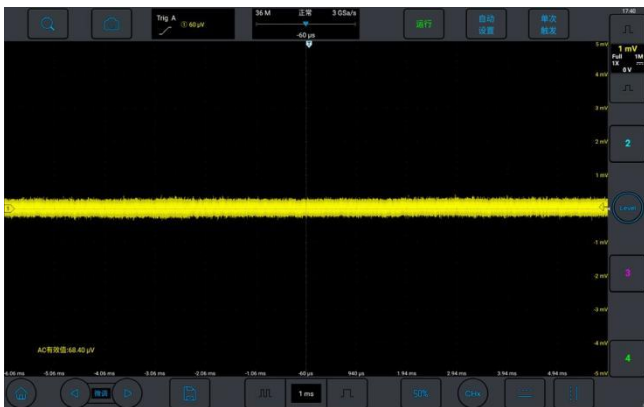 17:40
Trig A
① 60 μV
36 M 正常 3 GSa/s
-60 μs
运行
自动
设置
单次
触发
T
1 mV
Full 1M
1X
0 V
5 mV
4 mV
3 mV
2 mV
1 mV
-1 mV
-2 mV
-3 mV
-4 mV
-5 mV
1
2
Level
3
4
AC有效值:68.40 μV
-6.06 ms -5.06 ms -4.06 ms -3.06 ms -2.06 ms -1.06 ms -60 μs 940 μs 1.94 ms 2.94 ms 3.94 ms 4.94 ms
微调
1 ms
50%
CHx